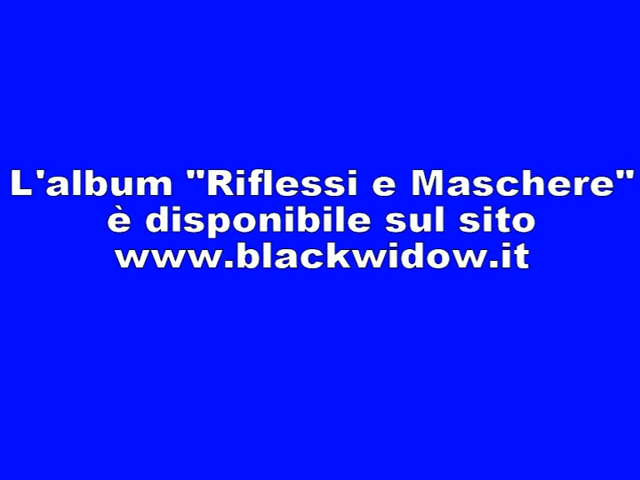 L'album "Riflessi e Maschere"
è disponibile sul sito
www.blackwidow.it